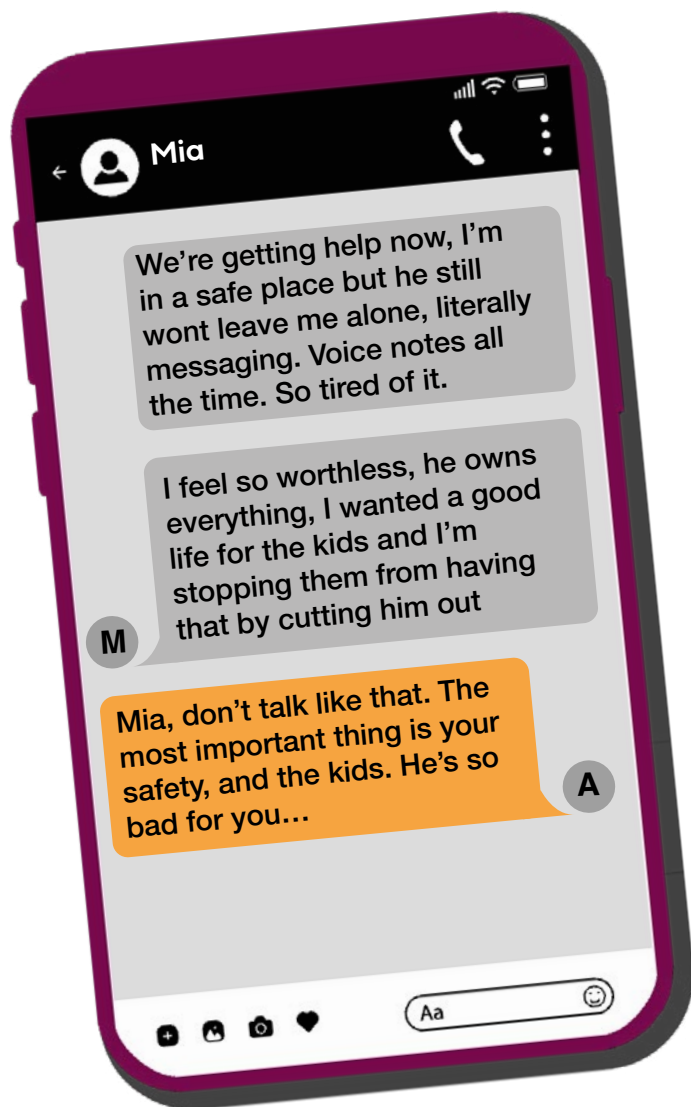 Mia
We’re getting help now, I’m
in a safe place but he still
wont leave me alone, literally
messaging. Voice notes all
the time. So tired of it.
I feel so worthless, he owns
everything, I wanted a good
life for the kids and I’m
stopping them from having
that by cutting him out
M
Mia, don’t talk like that. The
most important thing is your
safety, and the kids. He’s so
bad for you…
A
Aa